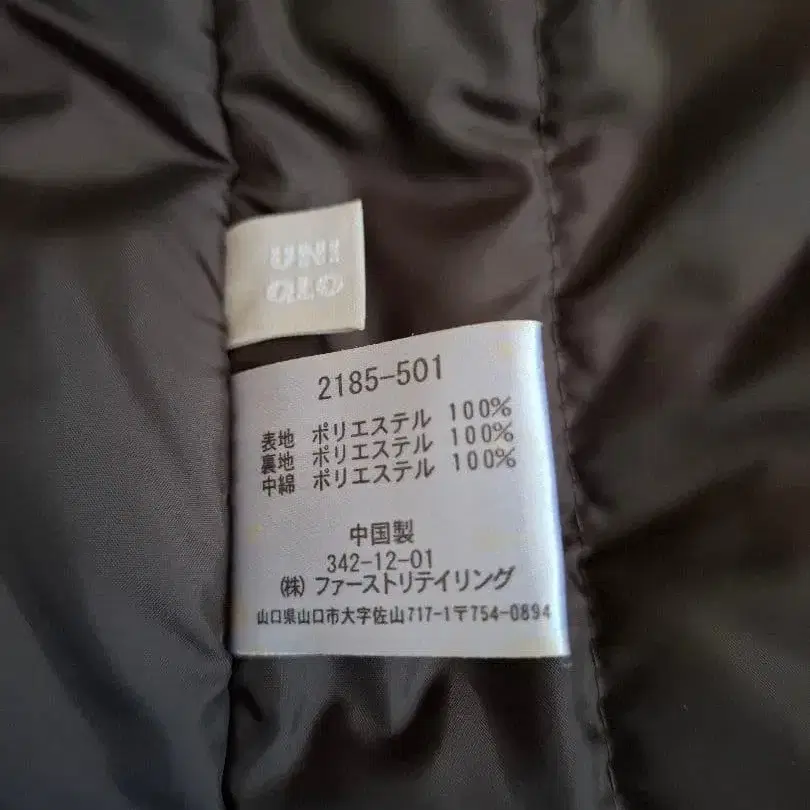 UNI
QLO
2185-501
表地 ポリエステル 100%
裏地 ポリエステル 100%
中綿 ポリエステル 100%
中国製
342-12-01
(株) ファーストリテイリング
山口県山口市大字佐山717-1〒754-0894